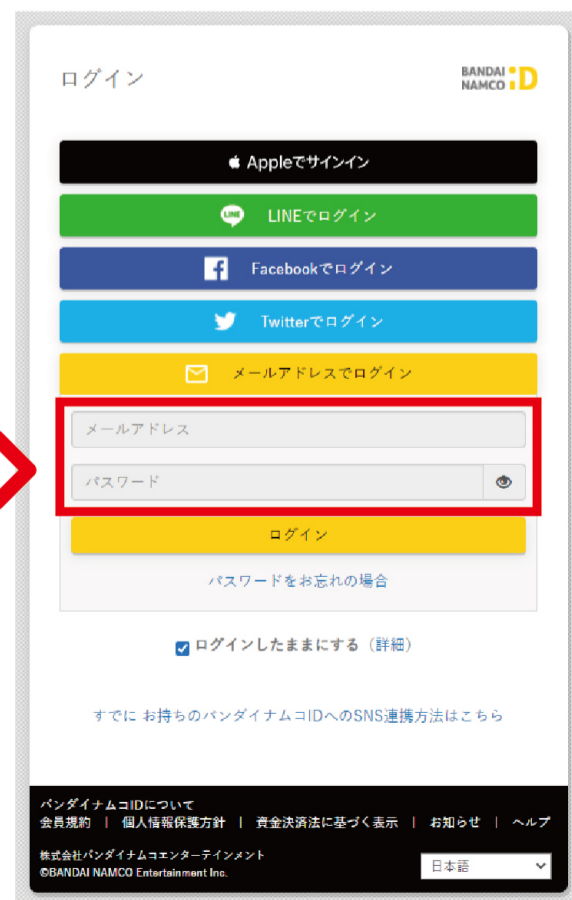 ログイン
BANDAI
NAMCO :D
Appleでサインイン
LINE
LINEでログイン
Facebookでログイン
Twitterでログイン
メールアドレスでログイン
メールアドレス
パスワード
ログイン
パスワードをお忘れの場合
ログインしたままにする（詳細）
すでに お持ちのバンダイナムコIDへのSNS連携方法はこちら
バンダイナムコIDについて
会員規約 | 個人情報保護方針 | 資金決済法に基づく表示 | お知らせ | ヘルプ
株式会社バンダイナムコエンターテインメント
©BANDAI NAMCO Entertainment Inc.
日本語